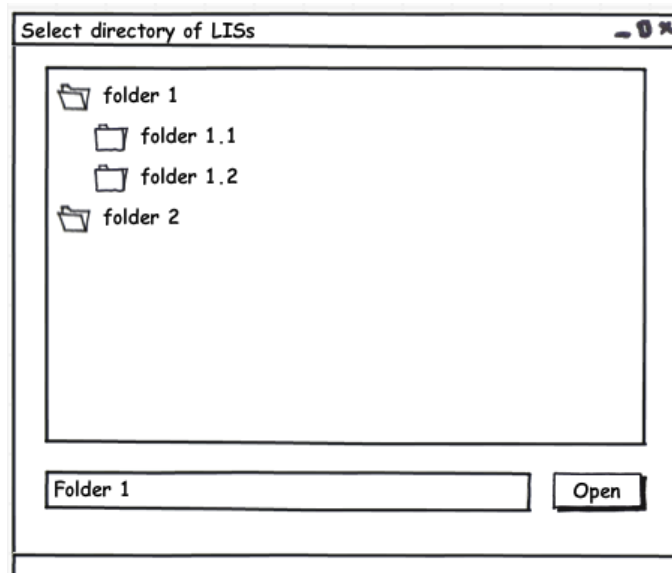 Select directory of LISs
folder 1
folder 1.1
folder 1.2
folder 2
Folder 1
Open